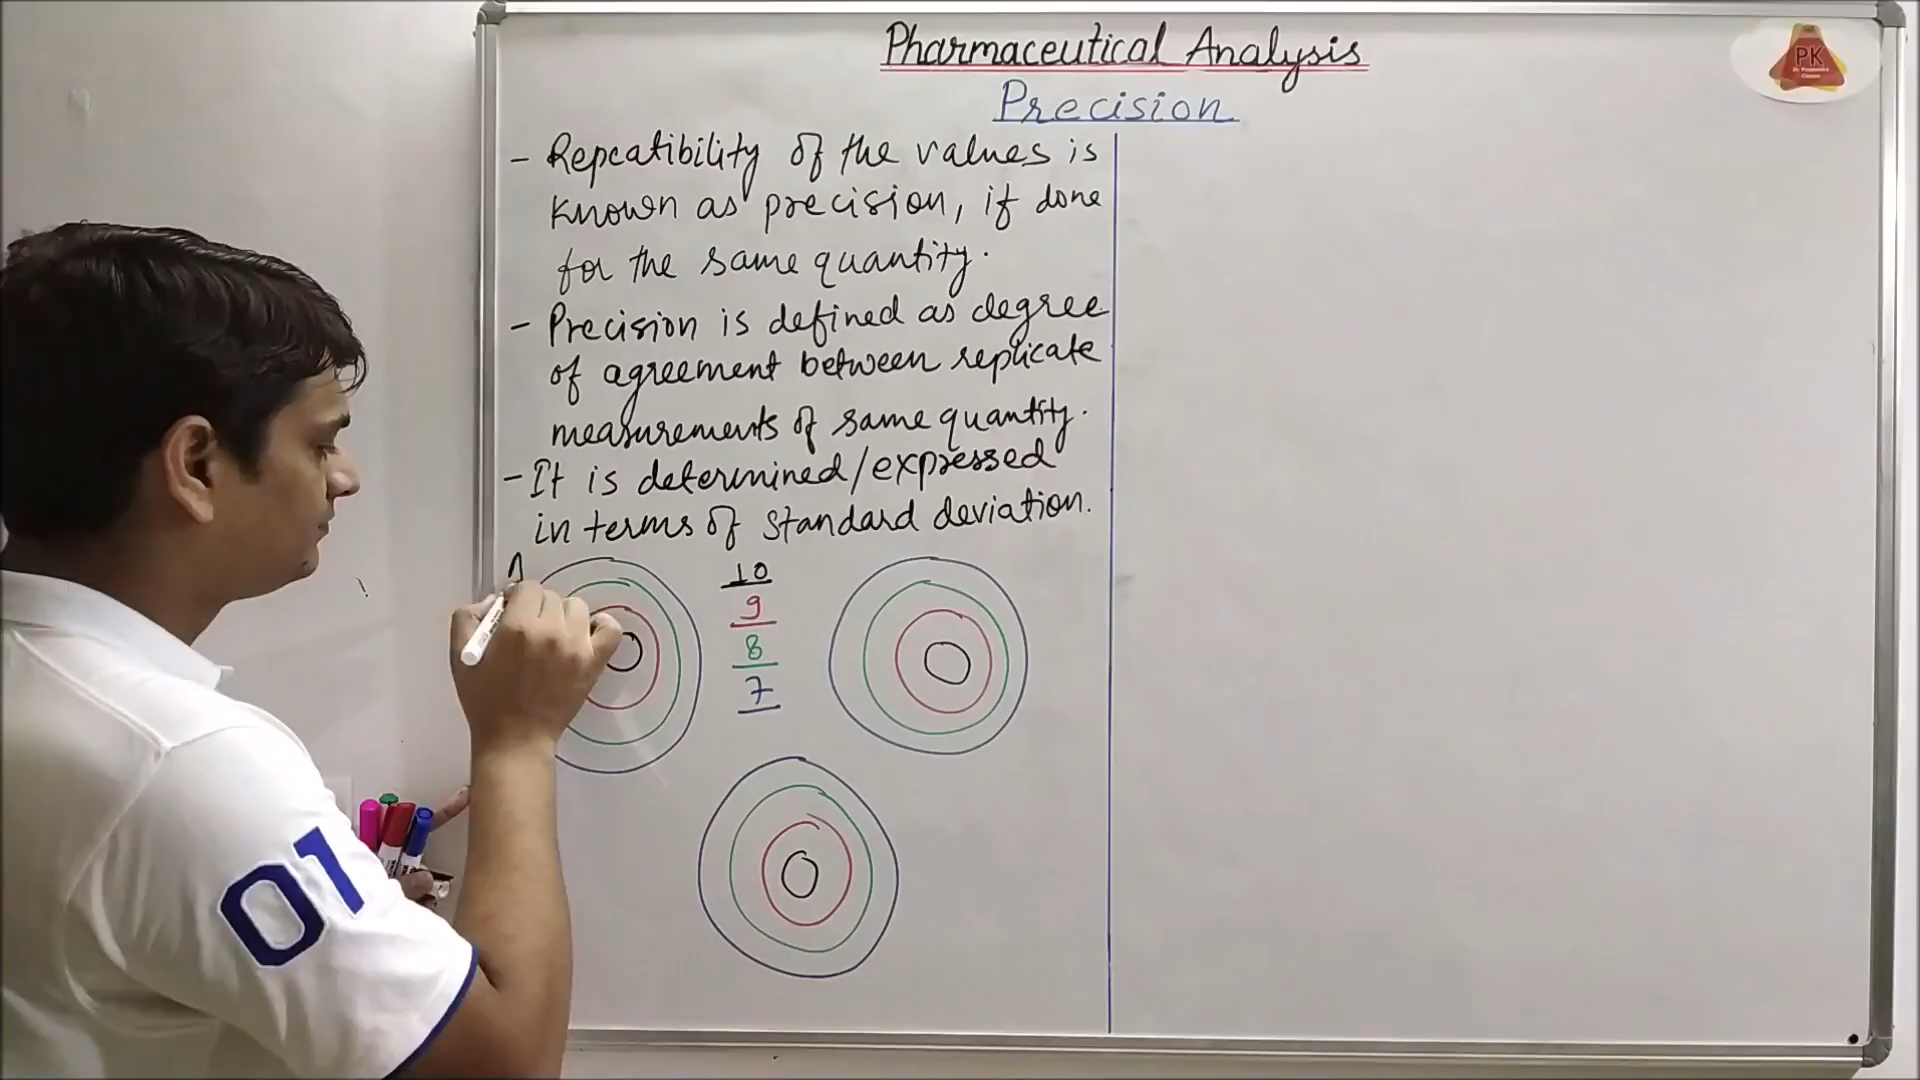 Pharmaceutical Analysis
PK
Precision
- Repeatibility of the values is
known as precision, if done
for the same quantity.
- Precision is defined as degree
of agreement between replicate
measurements of same quantity.
- It is determined/expressed
in terms of standard deviation.
10
9
8
7
01